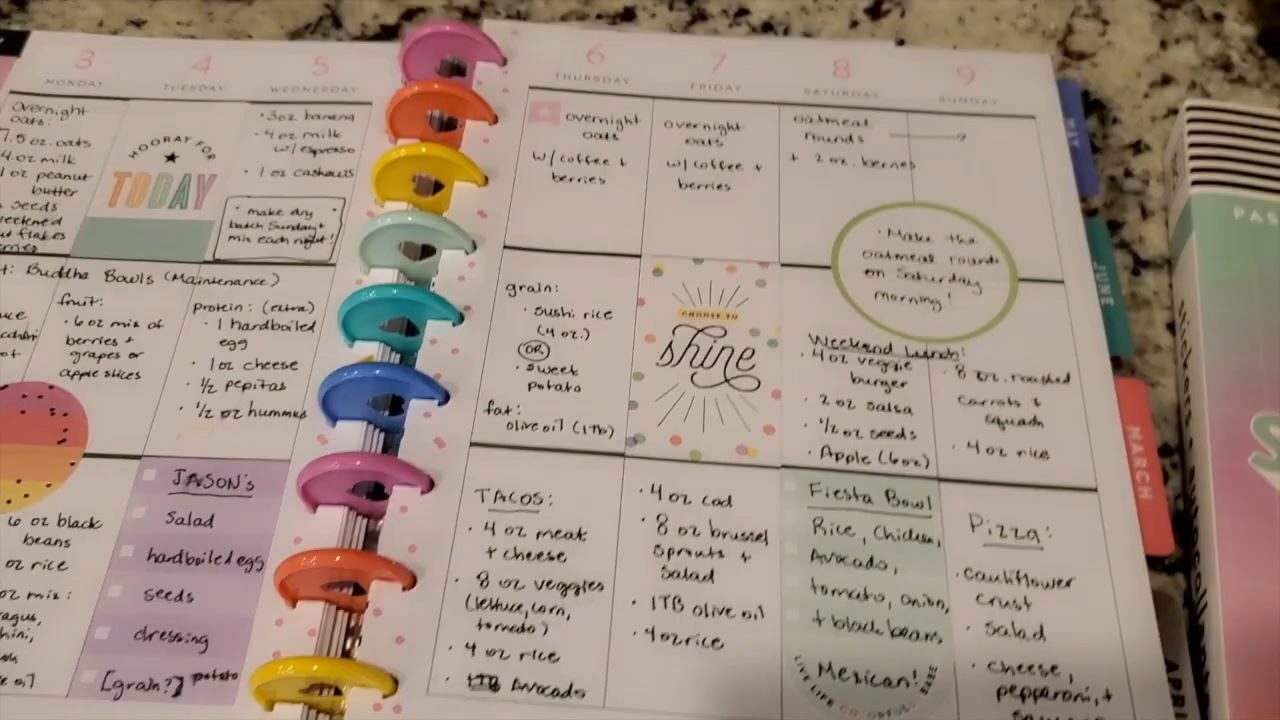 3
MONDAY
overnight
oats:
7.5 oz. oats
4 oz milk
1 oz peanut
butter
seeds
4
TUESDAY
HOORAY FOR
TODAY
5
WEDNESDAY
• 3oz banana
• 4 oz milk
w/ espresso
• 1 oz cashews
• make dry
batch Sunday +
mix each night!
Buddha Bowls (Maintenance)
fruit:
• 6 oz mix of
berries +
grapes or
apple slices
protein: (extra)
• 1 hardboiled
egg
• 1 oz cheese
• 1/2 pepitas
• 1/2 oz hummus
6 oz black
beans
oz rice
oz mix:
oil
JASON'S
Salad
hardboiled egg
seeds
dressing
[grain?] potato
6
THURSDAY
overnight
oats
w/ coffee +
berries
7
FRIDAY
overnight
oats
w/ coffee +
berries
8
SATURDAY
oatmeal
rounds
+ 2 oz. berries
9
SUNDAY
• Make the
oatmeal rounds
on Saturday
morning!
grain:
• sushi rice
(4 oz.)
OR
• sweet
potato
fat:
olive oil (1TB)
CHOOSE TO
shine
Weekend Lunch:
• 4oz veggie
burger
• 2 oz salsa
• 1/2 oz seeds
• Apple (6oz)
• 8 oz. roasted
carrots +
squash
• 4 oz rice
TACOS:
• 4 oz meat
+ cheese
• 8 oz veggies
(lettuce, corn,
tomato)
• 4 oz rice
• Avocado
• 4 oz cod
• 8 oz brussel
sprouts +
salad
• 1TB olive oil
• 4oz rice
Fiesta Bowl
Rice, Chicken,
Avocado,
tomato, onion,
+ black beans
Mexican!
LIVE LIFE
Pizza:
• cauliflower
crust
• Salad
• cheese,
pepperoni, +
MAY
JUNE
MARCH
APRI
PAS